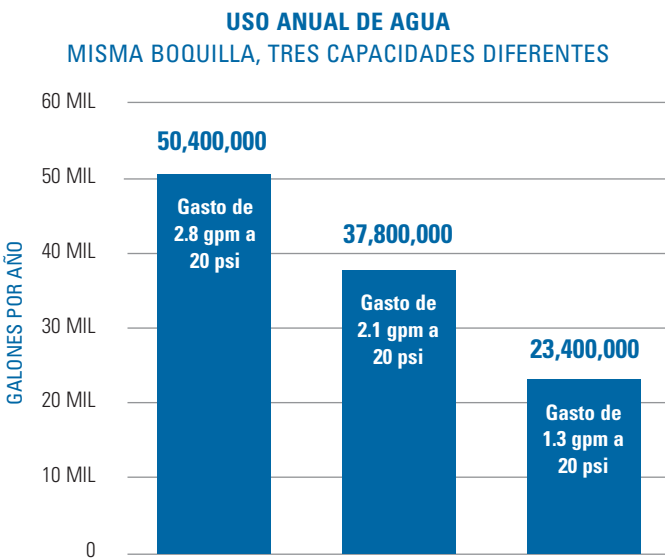 USO ANUAL DE AGUA
MISMA BOQUILLA, TRES CAPACIDADES DIFERENTES
GALONES POR AÑO
60 MIL
50 MIL
40 MIL
30 MIL
20 MIL
10 MIL
0
50,400,000
Gasto de
2.8 gpm a
20 psi
37,800,000
Gasto de
2.1 gpm a
20 psi
23,400,000
Gasto de
1.3 gpm a
20 psi